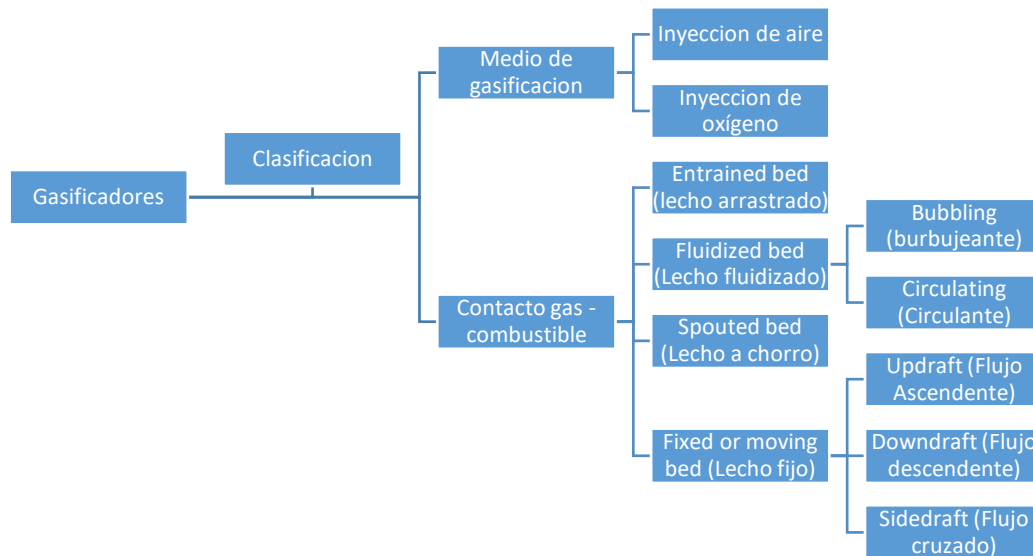 Gasificadores
Clasificacion
Medio de
gasificacion
Inyeccion de aire
Inyeccion de
oxígeno
Contacto gas -
combustible
Entrained bed
(lecho arrastrado)
Fluidized bed
(Lecho fluidizado)
Bubbling
(burbujeante)
Circulating
(Circulante)
Spouted bed
(Lecho a chorro)
Fixed or moving
bed (Lecho fijo)
Updraft (Flujo
Ascendente)
Downdraft (Flujo
descendente)
Sidedraft (Flujo
cruzado)